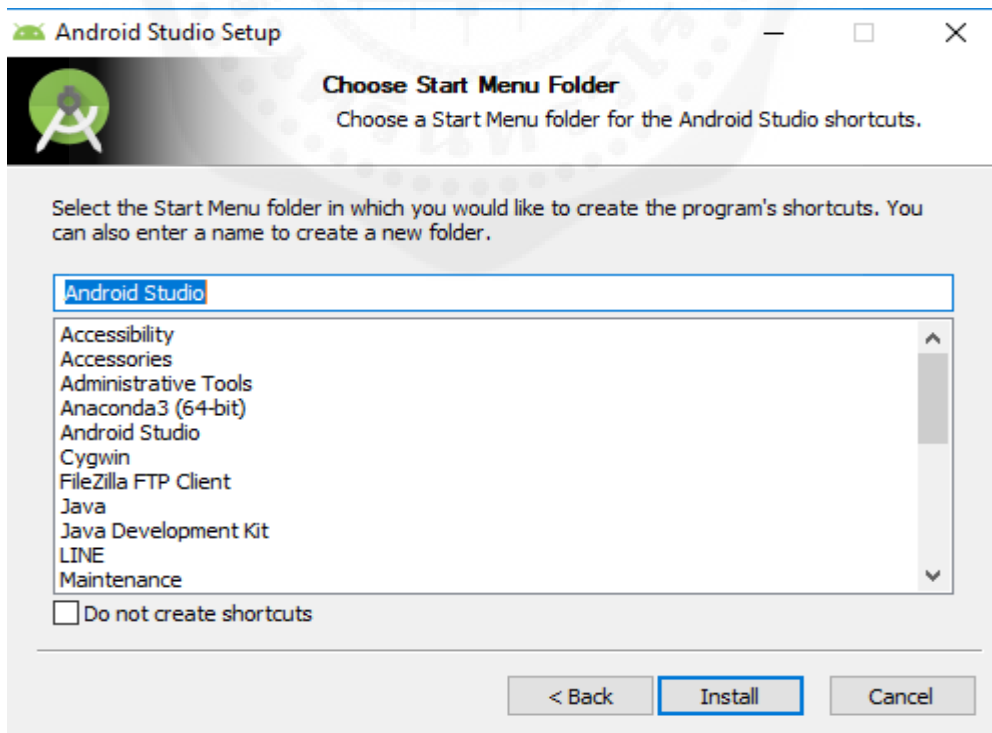 Android Studio Setup
Choose Start Menu Folder
Choose a Start Menu folder for the Android Studio shortcuts.
Select the Start Menu folder in which you would like to create the program's shortcuts. You
can also enter a name to create a new folder.
Android Studio
Accessibility
Accessories
Administrative Tools
Anaconda3 (64-bit)
Android Studio
Cygwin
FileZilla FTP Client
Java
Java Development Kit
LINE
Maintenance
Do not create shortcuts
< Back
Install
Cancel